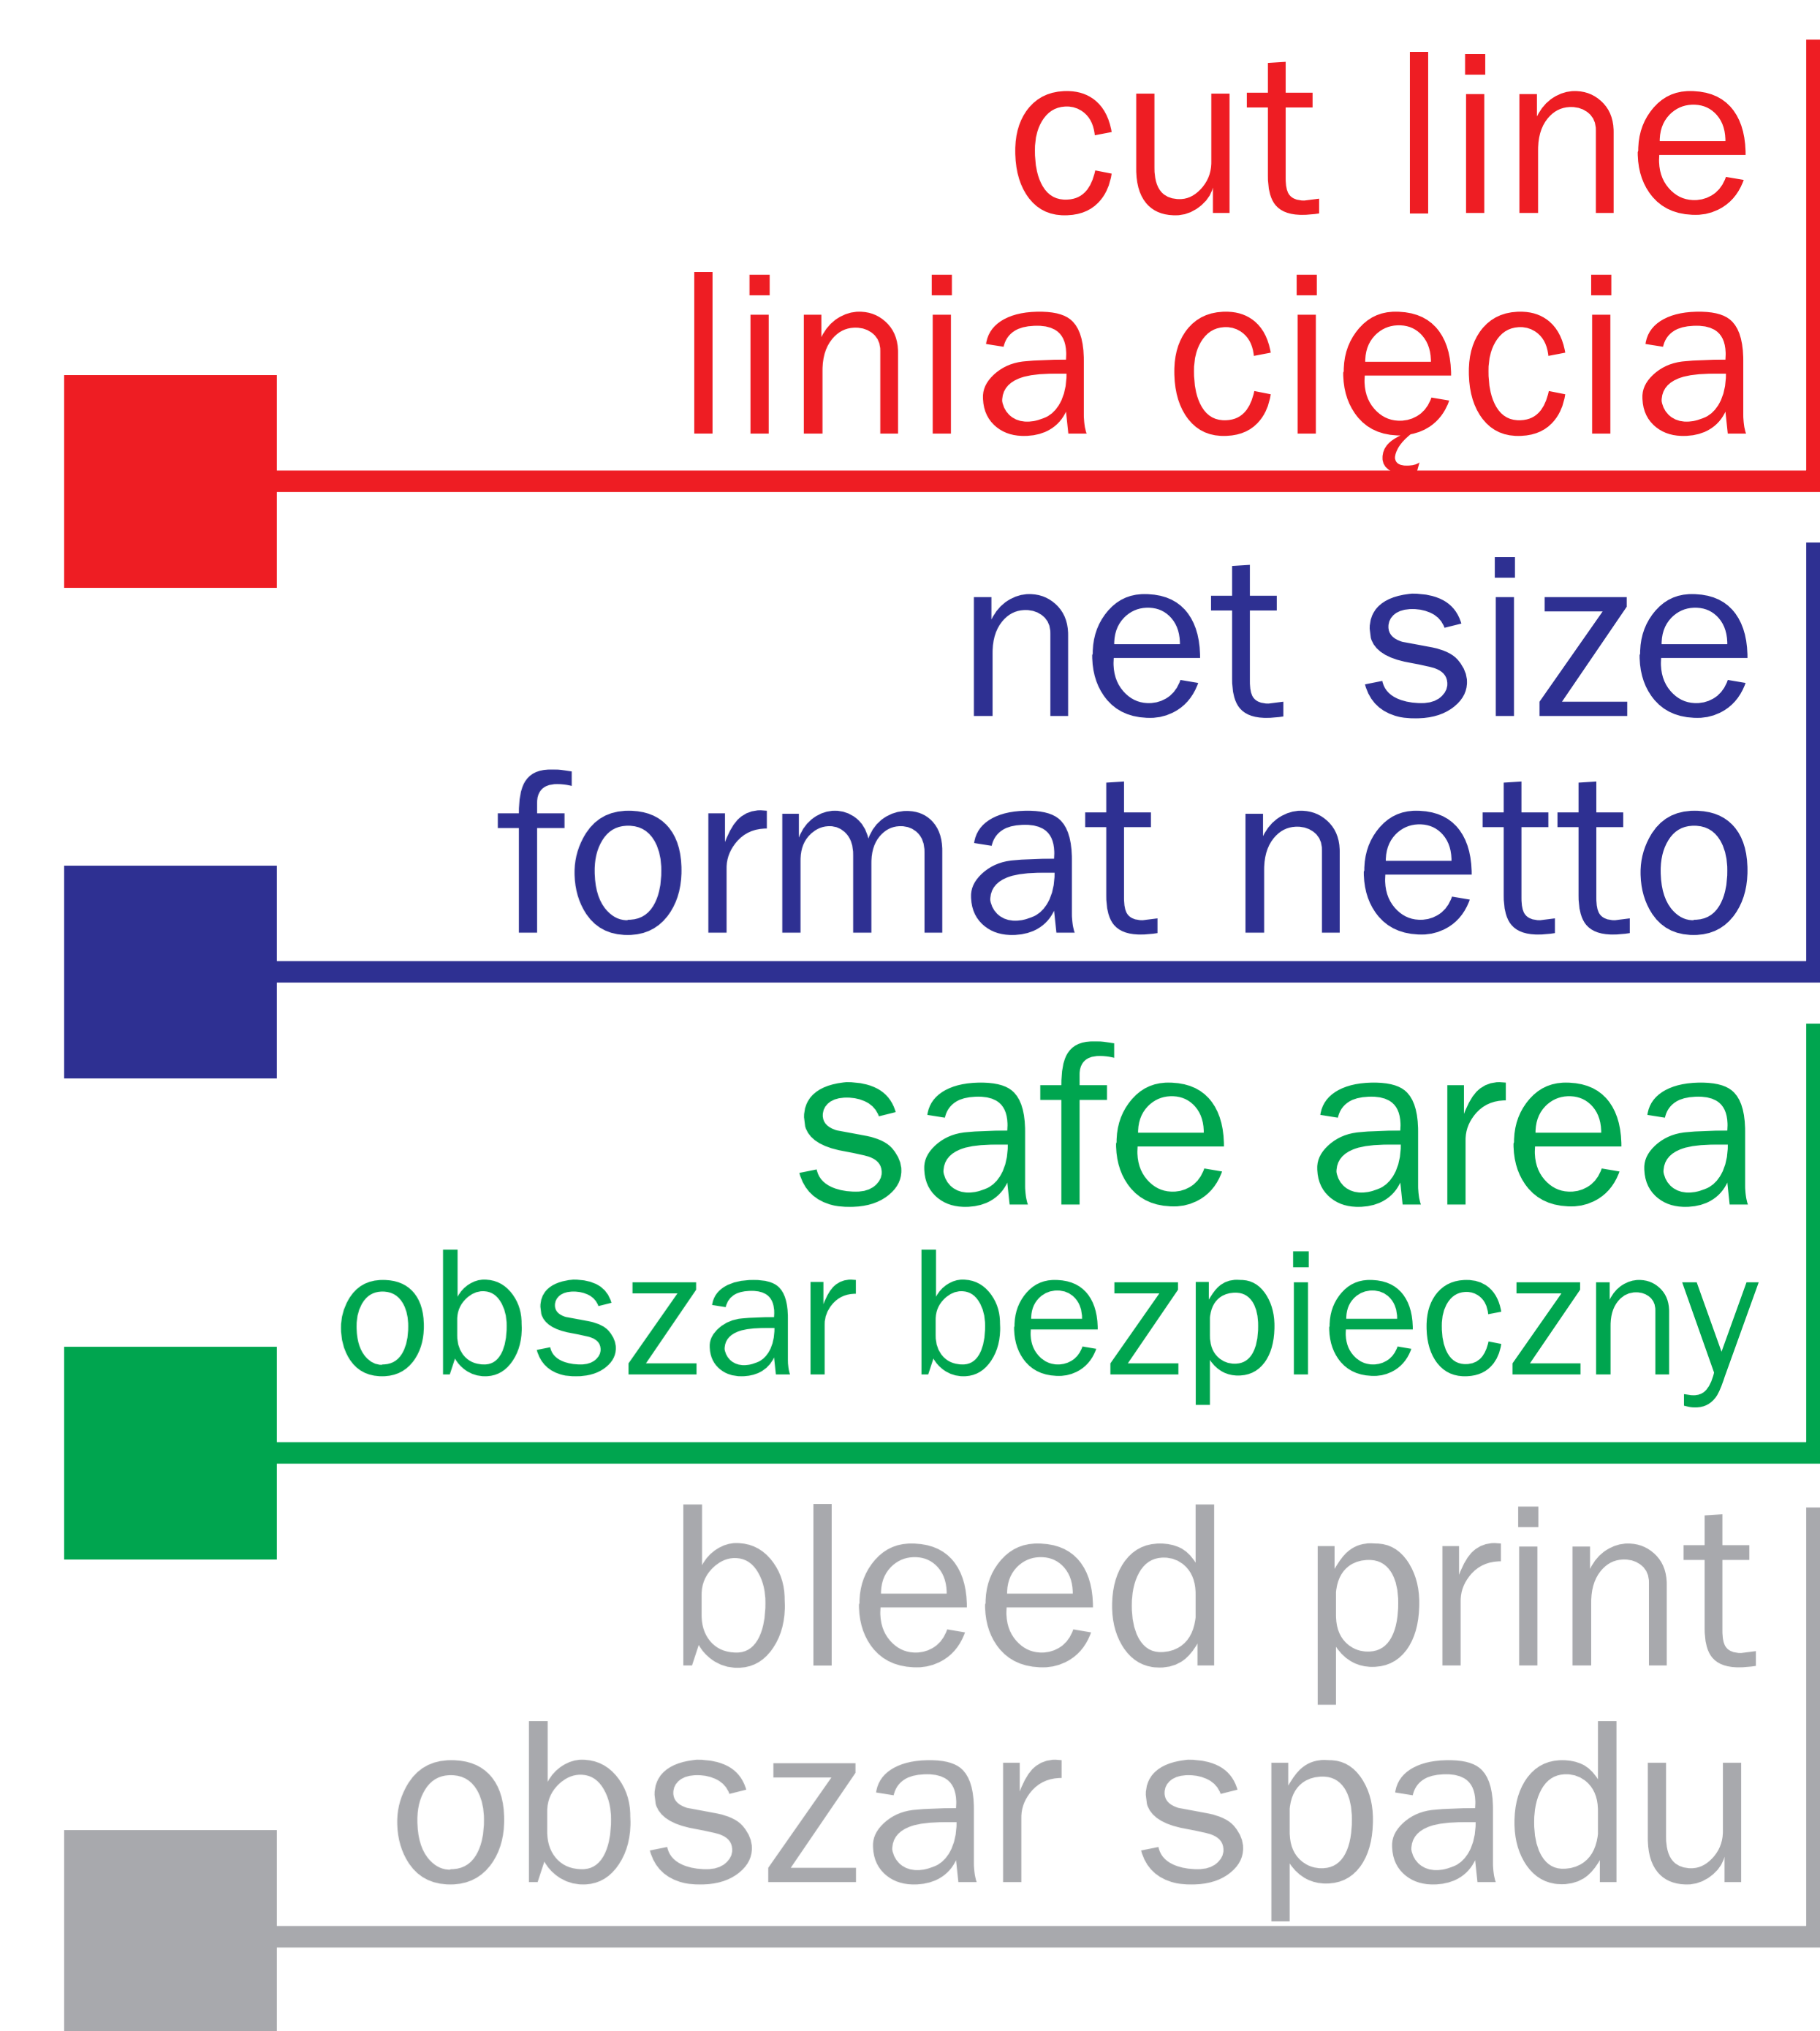 cut line
linia cięcia
net size
format netto
safe area
obszar bezpieczny
bleed print
obszar spadu